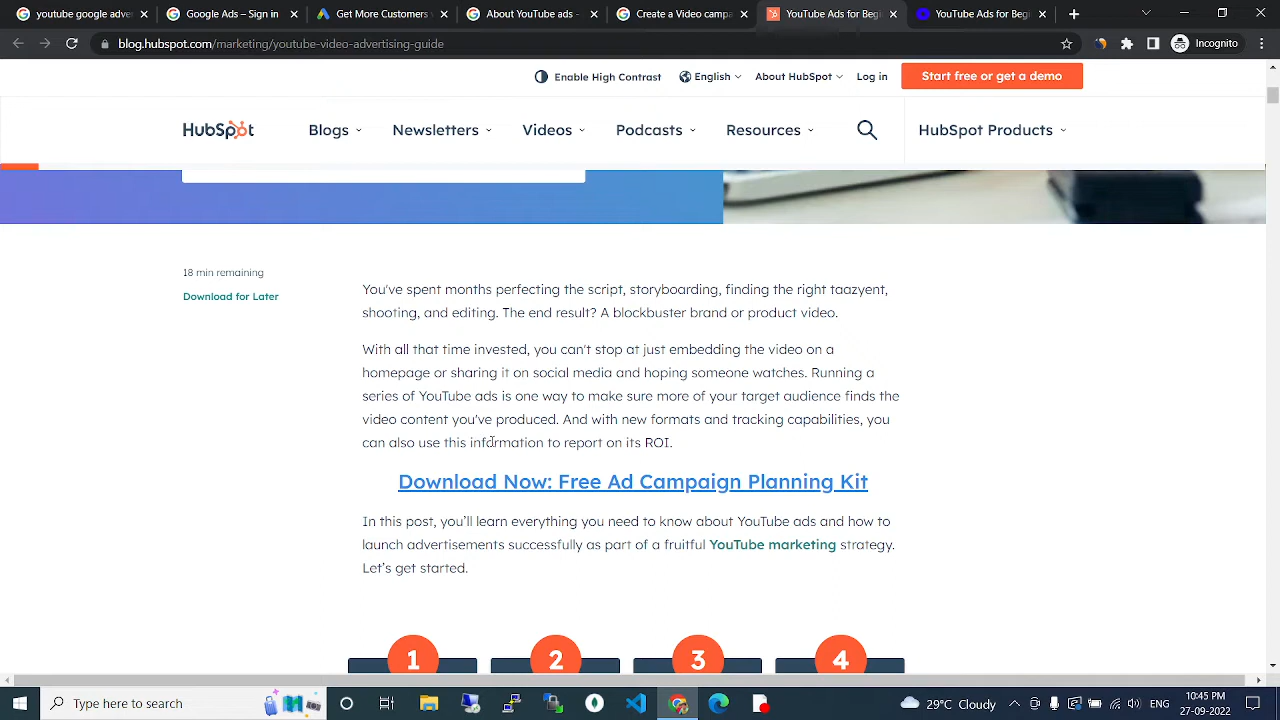 youtube google adve
Goolge Ads – Sign in
Get More Customers
About YouTube ads –
Create a Video campa
YouTube Ads for Begi
YouTube Ads for Beg
blog.hubspot.com/marketing/youtube-video-advertising-guide
Incognito
Enable High Contrast
English
About HubSpot
Log in
Start free or get a demo
HubSpot
Blogs
Newsletters
Videos
Podcasts
Resources
HubSpot Products
18 min remaining
Download for Later
You've spent months perfecting the script, storyboarding, finding the right taazyent,
shooting, and editing. The end result? A blockbuster brand or product video.
With all that time invested, you can't stop at just embedding the video on a
homepage or sharing it on social media and hoping someone watches. Running a
series of YouTube ads is one way to make sure more of your target audience finds the
video content you've produced. And with new formats and tracking capabilities, you
can also use this information to report on its ROI.
Download Now: Free Ad Campaign Planning Kit
In this post, you'll learn everything you need to know about YouTube ads and how to
launch advertisements successfully as part of a fruitful YouTube marketing strategy.
Let's get started.
1 2 3 4
Type here to search
29°C Cloudy
ENG
10:45 PM
27-09-2022